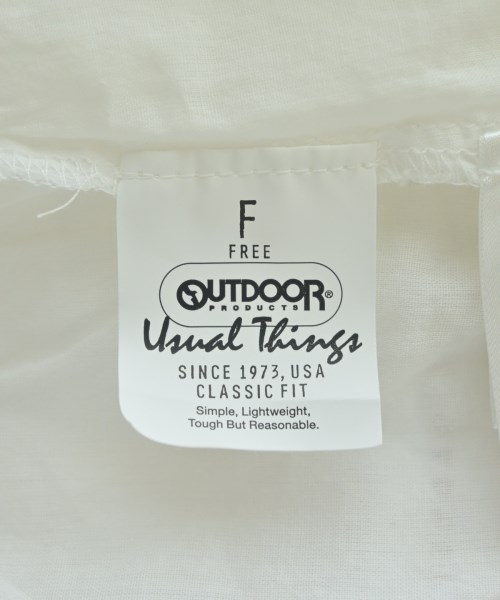 F
FREE
OUTDOOR®
PRODUCTS
Usual Things
SINCE 1973, USA
CLASSIC FIT
Simple, Lightweight,
Tough But Reasonable.